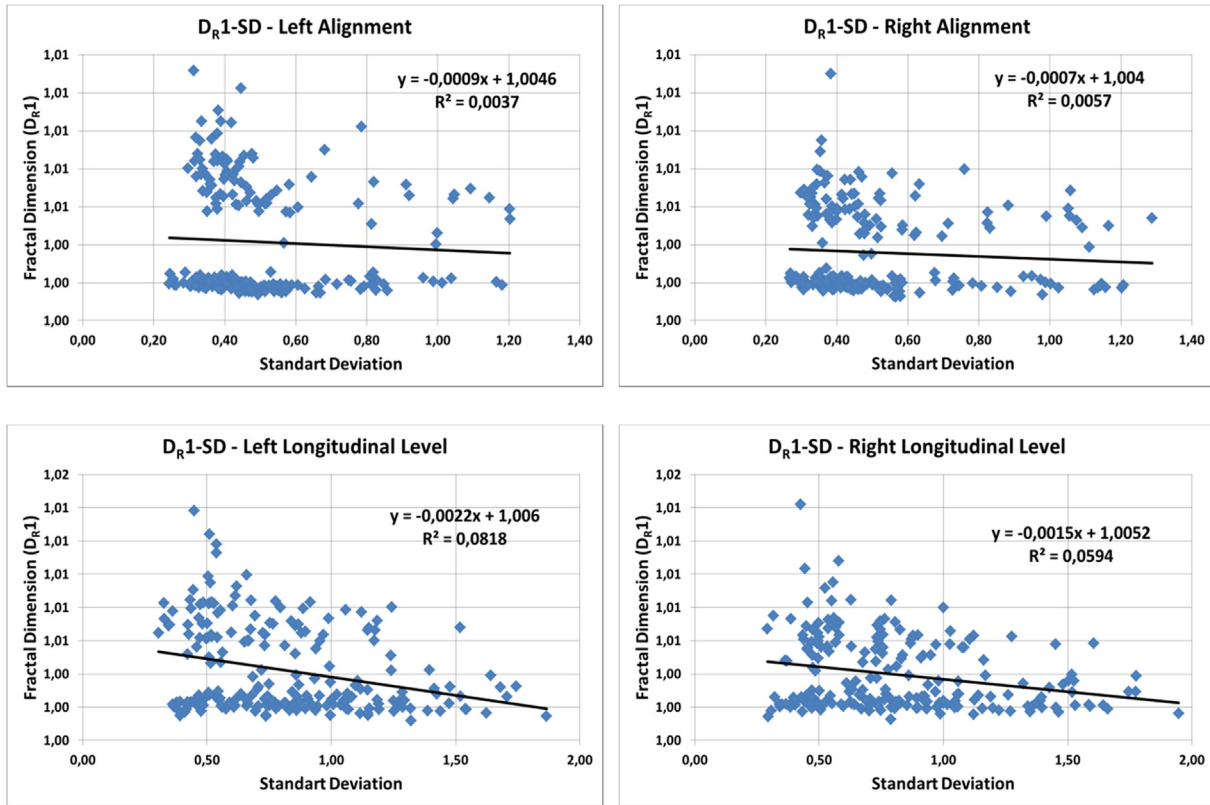 D_R1-SD - Left Alignment
y = -0,0009x + 1,0046
R² = 0,0037
Fractal Dimension (D_R1)
1,01
1,01
1,01
1,01
1,01
1,00
1,00
1,00
0,00 0,20 0,40 0,60 0,80 1,00 1,20 1,40
Standart Deviation
D_R1-SD - Right Alignment
y = -0,0007x + 1,004
R² = 0,0057
Fractal Dimension (D_R1)
1,01
1,01
1,01
1,01
1,01
1,00
1,00
1,00
0,00 0,20 0,40 0,60 0,80 1,00 1,20 1,40
Standart Deviation
D_R1-SD - Left Longitudinal Level
y = -0,0022x + 1,006
R² = 0,0818
Fractal Dimension (D_R1)
1,02
1,01
1,01
1,01
1,01
1,01
1,00
1,00
1,00
0,00 0,50 1,00 1,50 2,00
Standart Deviation
D_R1-SD - Right Longitudinal Level
y = -0,0015x + 1,0052
R² = 0,0594
Fractal Dimension (D_R1)
1,02
1,01
1,01
1,01
1,01
1,01
1,00
1,00
1,00
0,00 0,50 1,00 1,50 2,00
Standart Deviation